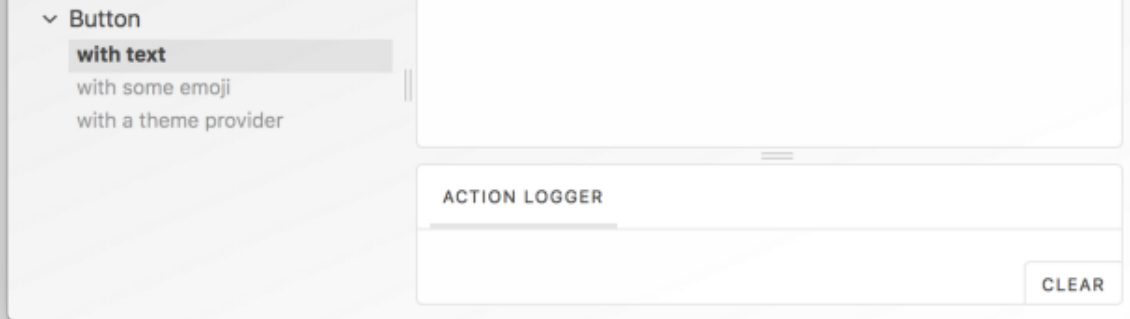 Button
with text
with some emoji
with a theme provider
ACTION LOGGER
CLEAR